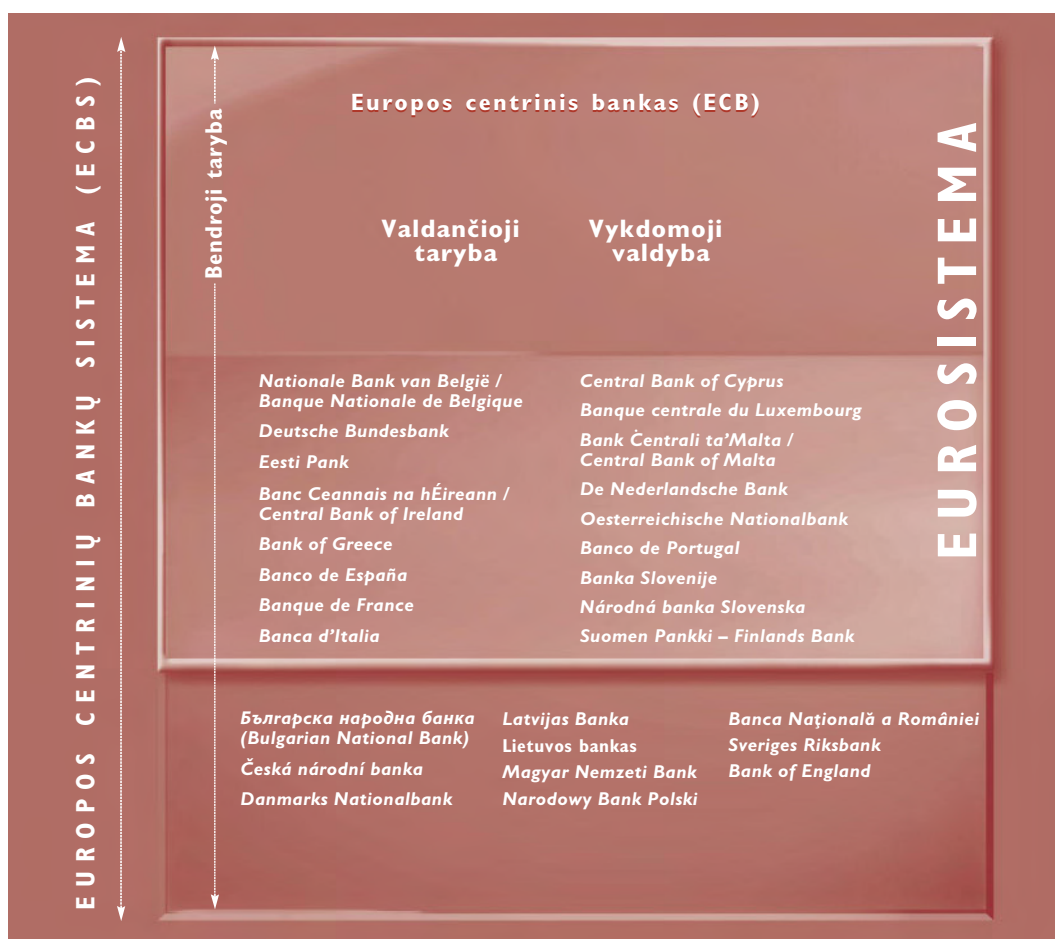 EUROPOS CENTRINIŲ BANKŲ SISTEMA (ECBS)
Bendroji taryba
Europos centrinis bankas (ECB)
Valdančioji
taryba
Vykdomoji
valdyba
EUROSISTEMA
Nationale Bank van België /
Banque Nationale de Belgique
Deutsche Bundesbank
Eesti Pank
Banc Ceannais na hÉireann /
Central Bank of Ireland
Bank of Greece
Banco de España
Banque de France
Banca d’Italia
Central Bank of Cyprus
Banque centrale du Luxembourg
Bank Ċentrali ta’Malta /
Central Bank of Malta
De Nederlandsche Bank
Oesterreichische Nationalbank
Banco de Portugal
Banka Slovenije
Národná banka Slovenska
Suomen Pankki – Finlands Bank
Българска народна банка
(Bulgarian National Bank)
Česká národní banka
Danmarks Nationalbank
Latvijas Banka
Lietuvos bankas
Magyar Nemzeti Bank
Narodowy Bank Polski
Banca Națională a României
Sveriges Riksbank
Bank of England